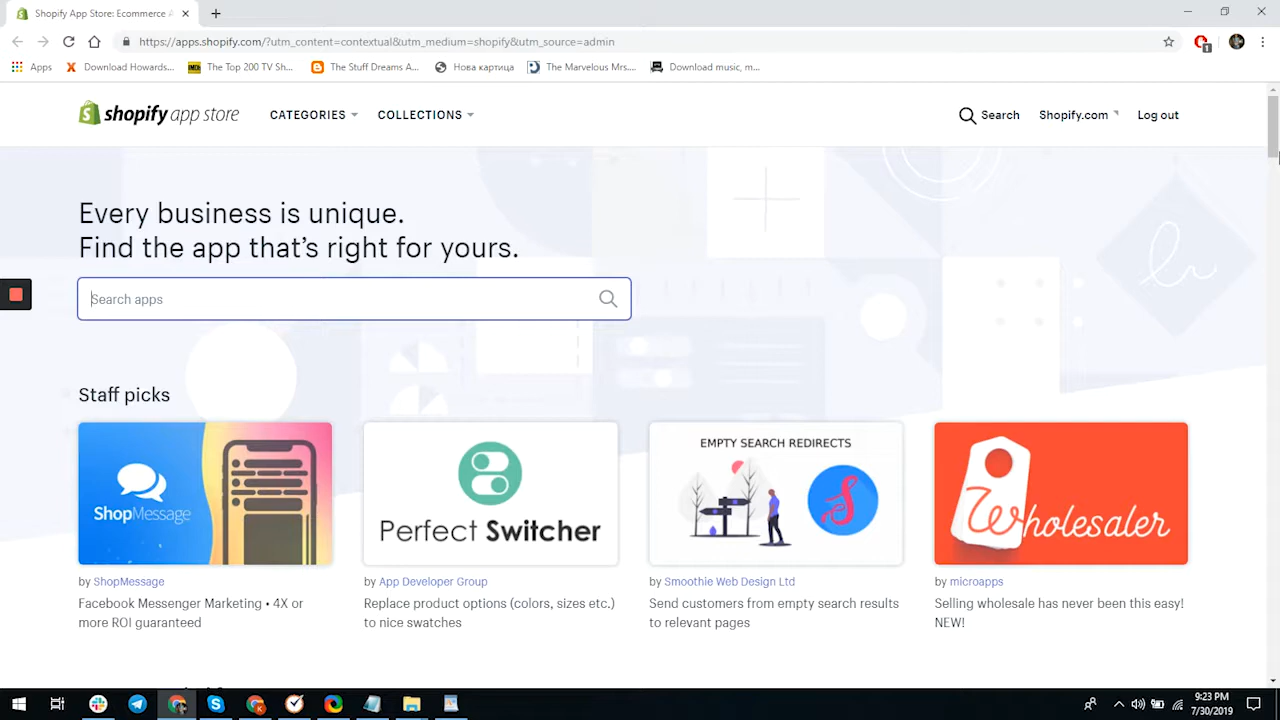 Shopify App Store: Ecommerce A
https://apps.shopify.com/?utm_content=contextual&utm_medium=shopify&utm_source=admin
Apps
Download Howards...
The Top 200 TV Sh...
The Stuff Dreams A...
Нова картица
The Marvelous Mrs....
Download music, m...
shopify app store
CATEGORIES
COLLECTIONS
Search
Shopify.com
Log out
Every business is unique.
Find the app that's right for yours.
Search apps
Staff picks
ShopMessage
Perfect Switcher
EMPTY SEARCH REDIRECTS
Wholesaler
by ShopMessage
Facebook Messenger Marketing • 4X or
more ROI guaranteed
by App Developer Group
Replace product options (colors, sizes etc.)
to nice swatches
by Smoothie Web Design Ltd
Send customers from empty search results
to relevant pages
by microapps
Selling wholesale has never been this easy!
NEW!
9:23 PM
7/30/2019